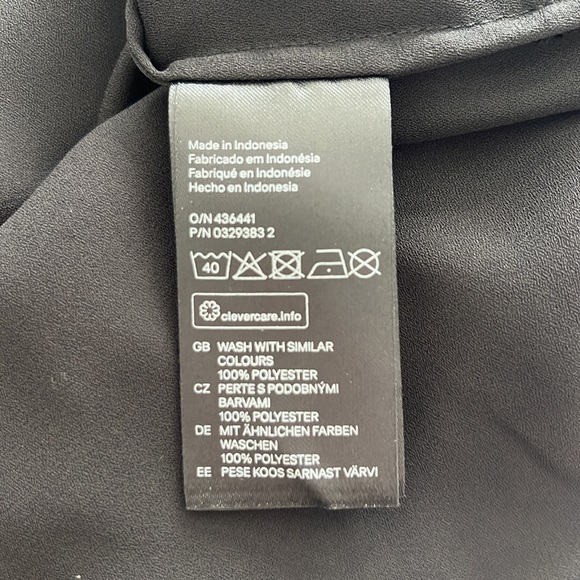 Made in Indonesia
Fabricado em Indonésia
Fabriqué en Indonésie
Hecho en Indonesia
O/N 436441
P/N 0329383 2
40
clevercare.info
GB WASH WITH SIMILAR
COLOURS
100% POLYESTER
CZ PERTE S PODOBNÝMI
BARVAMI
100% POLYESTER
DE MIT ÄHNLICHEN FARBEN
WASCHEN
100% POLYESTER
EE PESE KOOS SARNAST VÄRVI